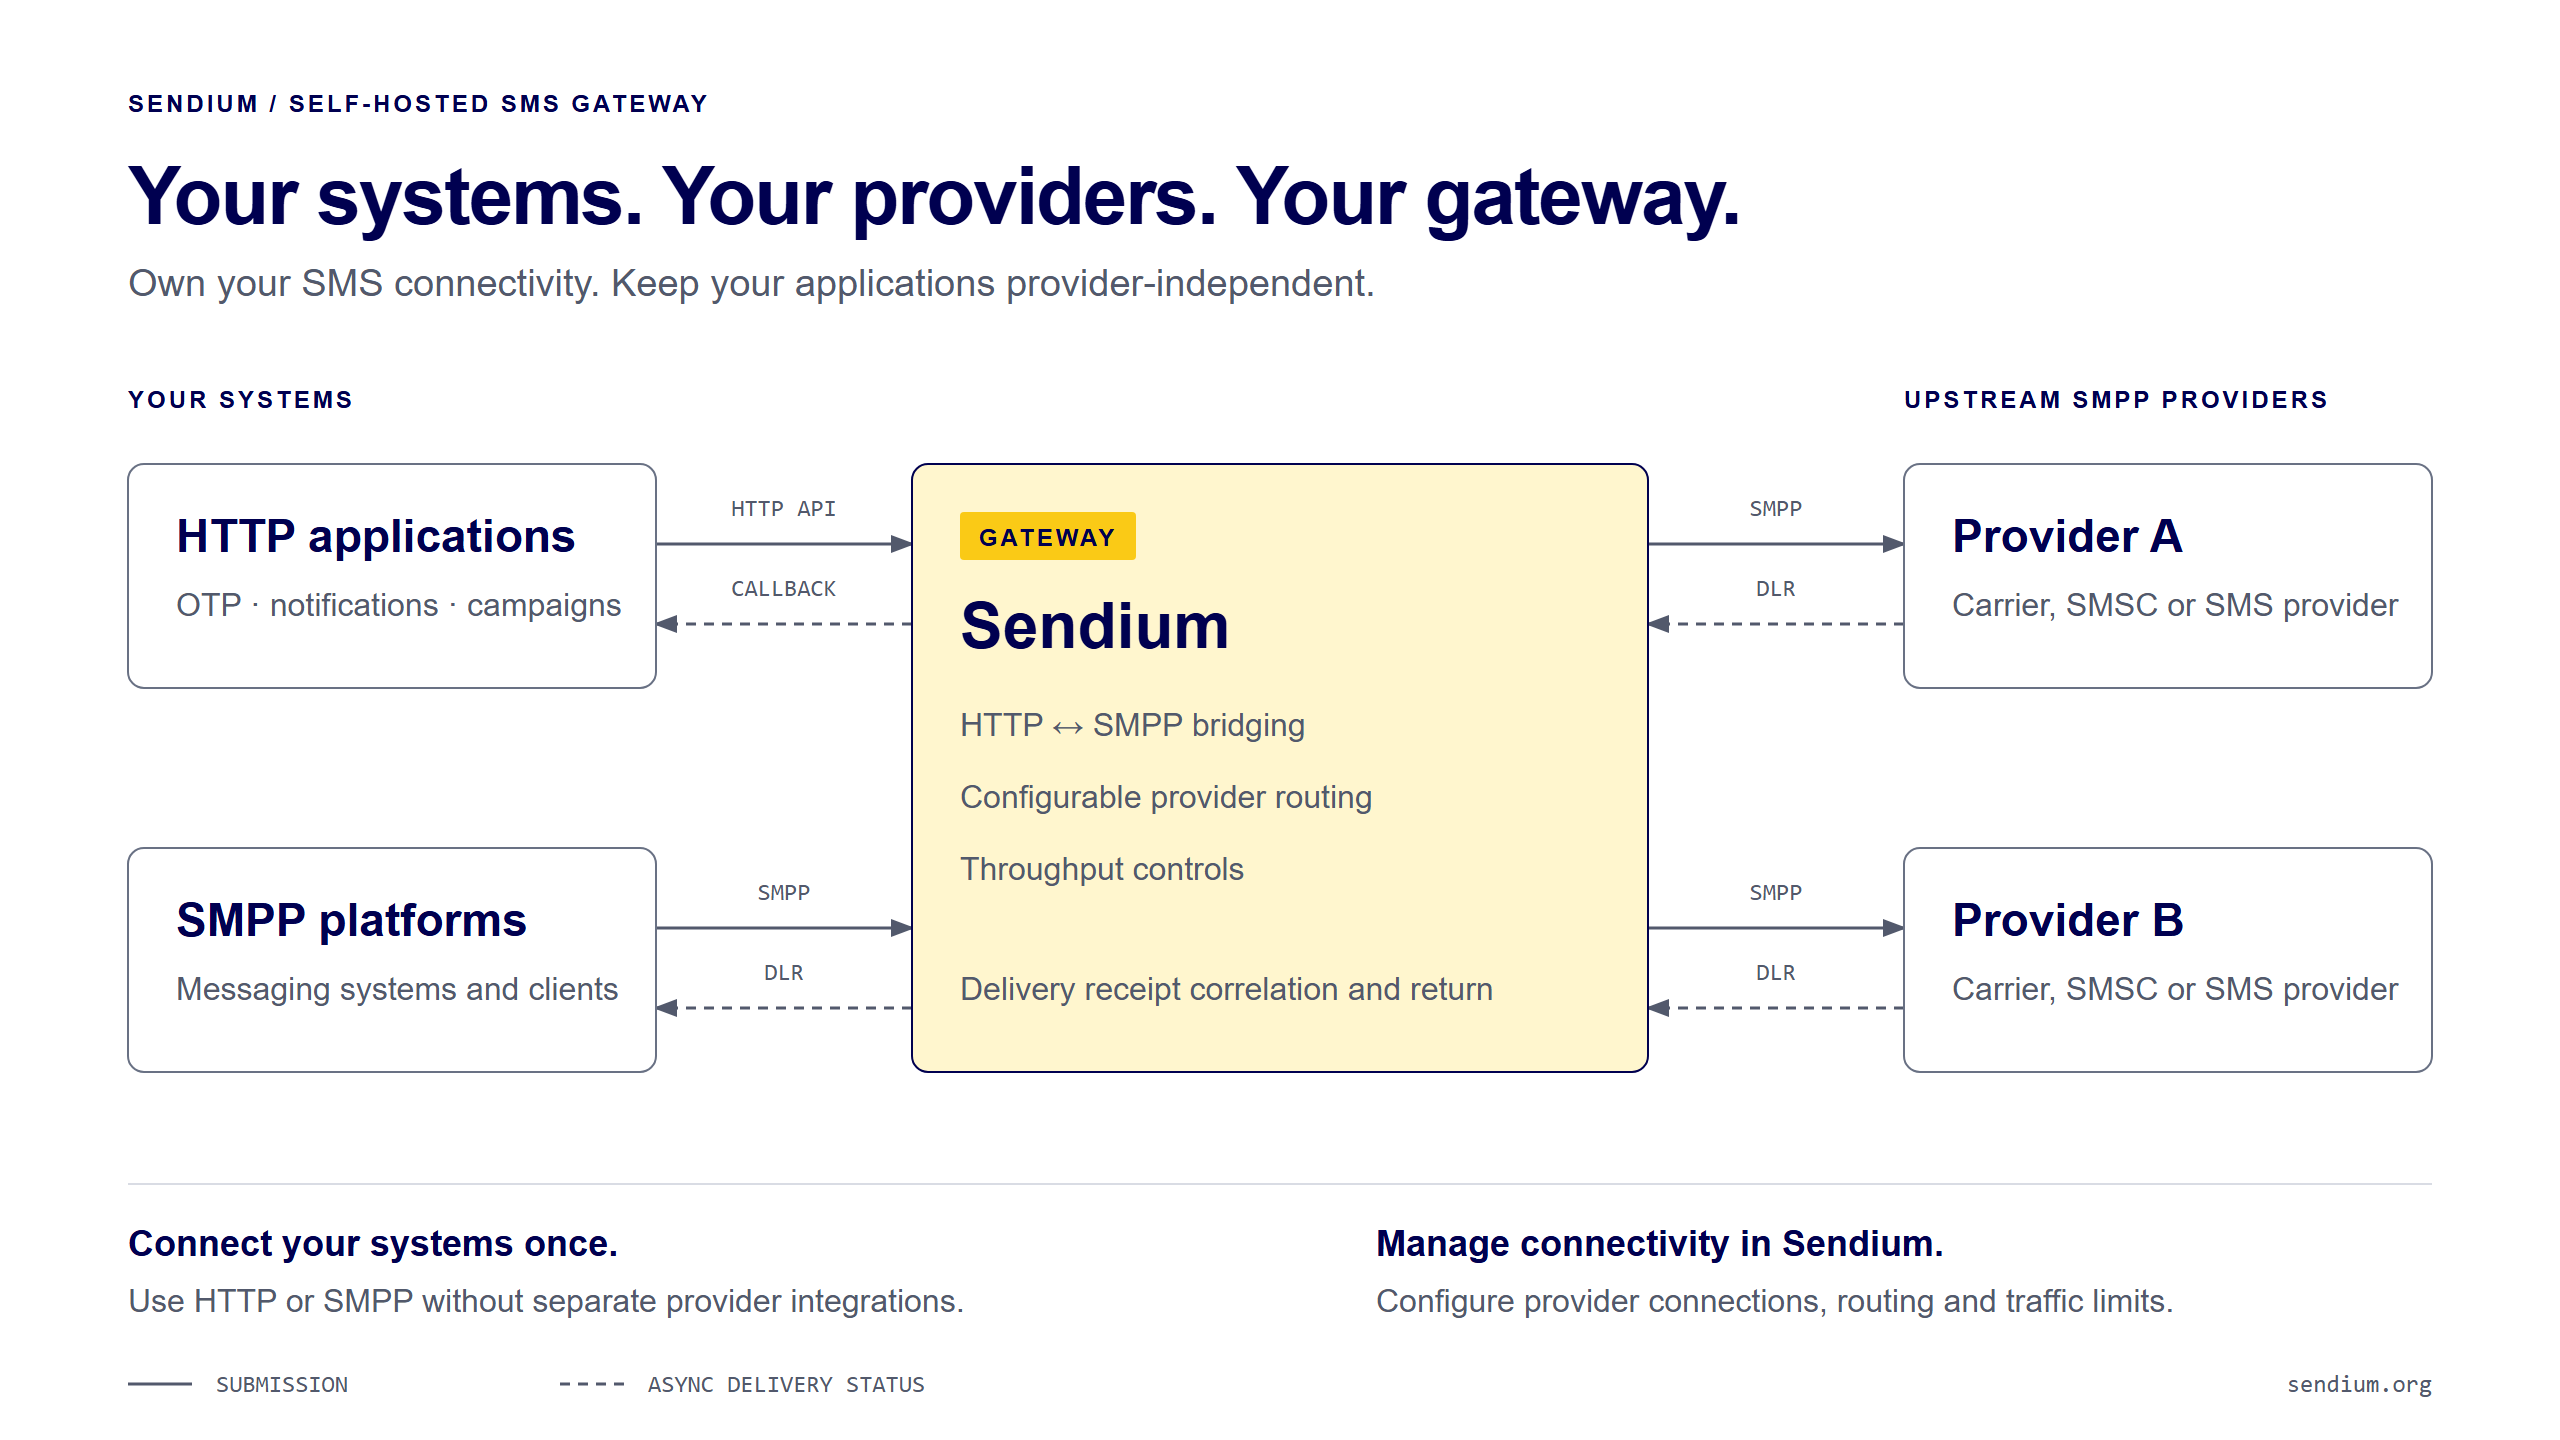 SENDIUM / SELF-HOSTED SMS GATEWAY
Your systems. Your providers. Your gateway.
Own your SMS connectivity. Keep your applications provider-independent.
YOUR SYSTEMS
UPSTREAM SMPP PROVIDERS
HTTP applications
OTP · notifications · campaigns
HTTP API
CALLBACK
SMPP platforms
Messaging systems and clients
SMPP
DLR
GATEWAY
Sendium
HTTP ↔ SMPP bridging
Configurable provider routing
Throughput controls
Delivery receipt correlation and return
SMPP
DLR
Provider A
Carrier, SMSC or SMS provider
SMPP
DLR
Provider B
Carrier, SMSC or SMS provider
Connect your systems once.
Use HTTP or SMPP without separate provider integrations.
Manage connectivity in Sendium.
Configure provider connections, routing and traffic limits.
SUBMISSION
ASYNC DELIVERY STATUS
sendium.org